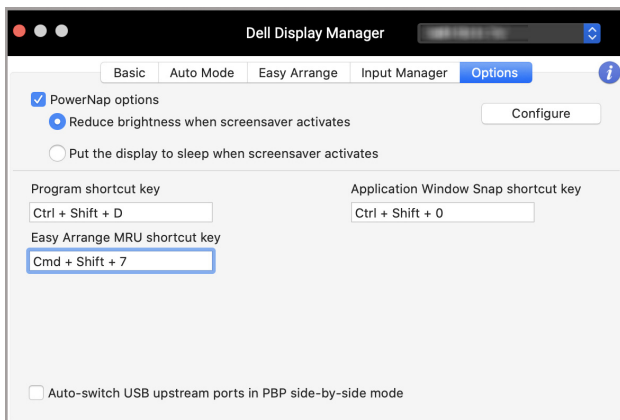 Dell Display Manager
Basic
Auto Mode
Easy Arrange
Input Manager
Options
i
PowerNap options
Configure
Reduce brightness when screensaver activates
Put the display to sleep when screensaver activates
Program shortcut key
Application Window Snap shortcut key
Ctrl + Shift + D
Ctrl + Shift + 0
Easy Arrange MRU shortcut key
Cmd + Shift + 7
Auto-switch USB upstream ports in PBP side-by-side mode